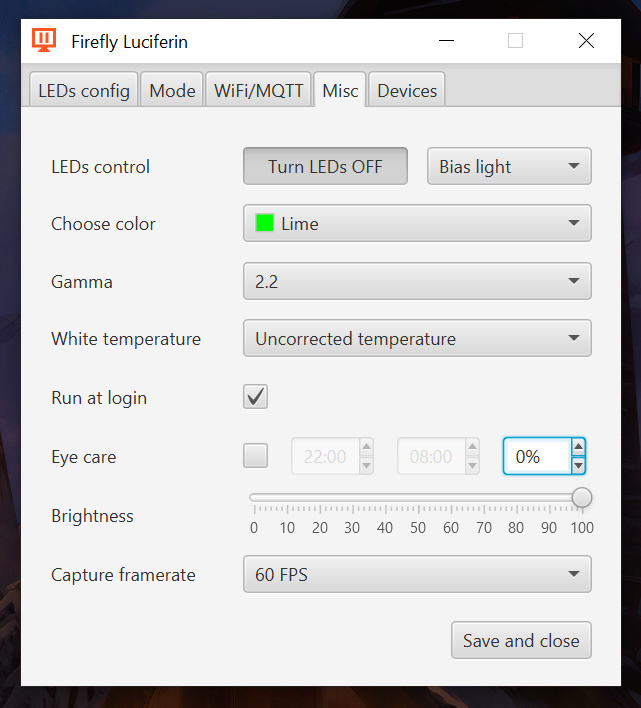 Firefly Luciferin
LEDs config Mode WiFi/MQTT Misc Devices
LEDs control Turn LEDs OFF Bias light
Choose color Lime
Gamma 2.2
White temperature Uncorrected temperature
Run at login
Eye care 22:00 08:00 0%
Brightness
0 10 20 30 40 50 60 70 80 90 100
Capture framerate 60 FPS
Save and close